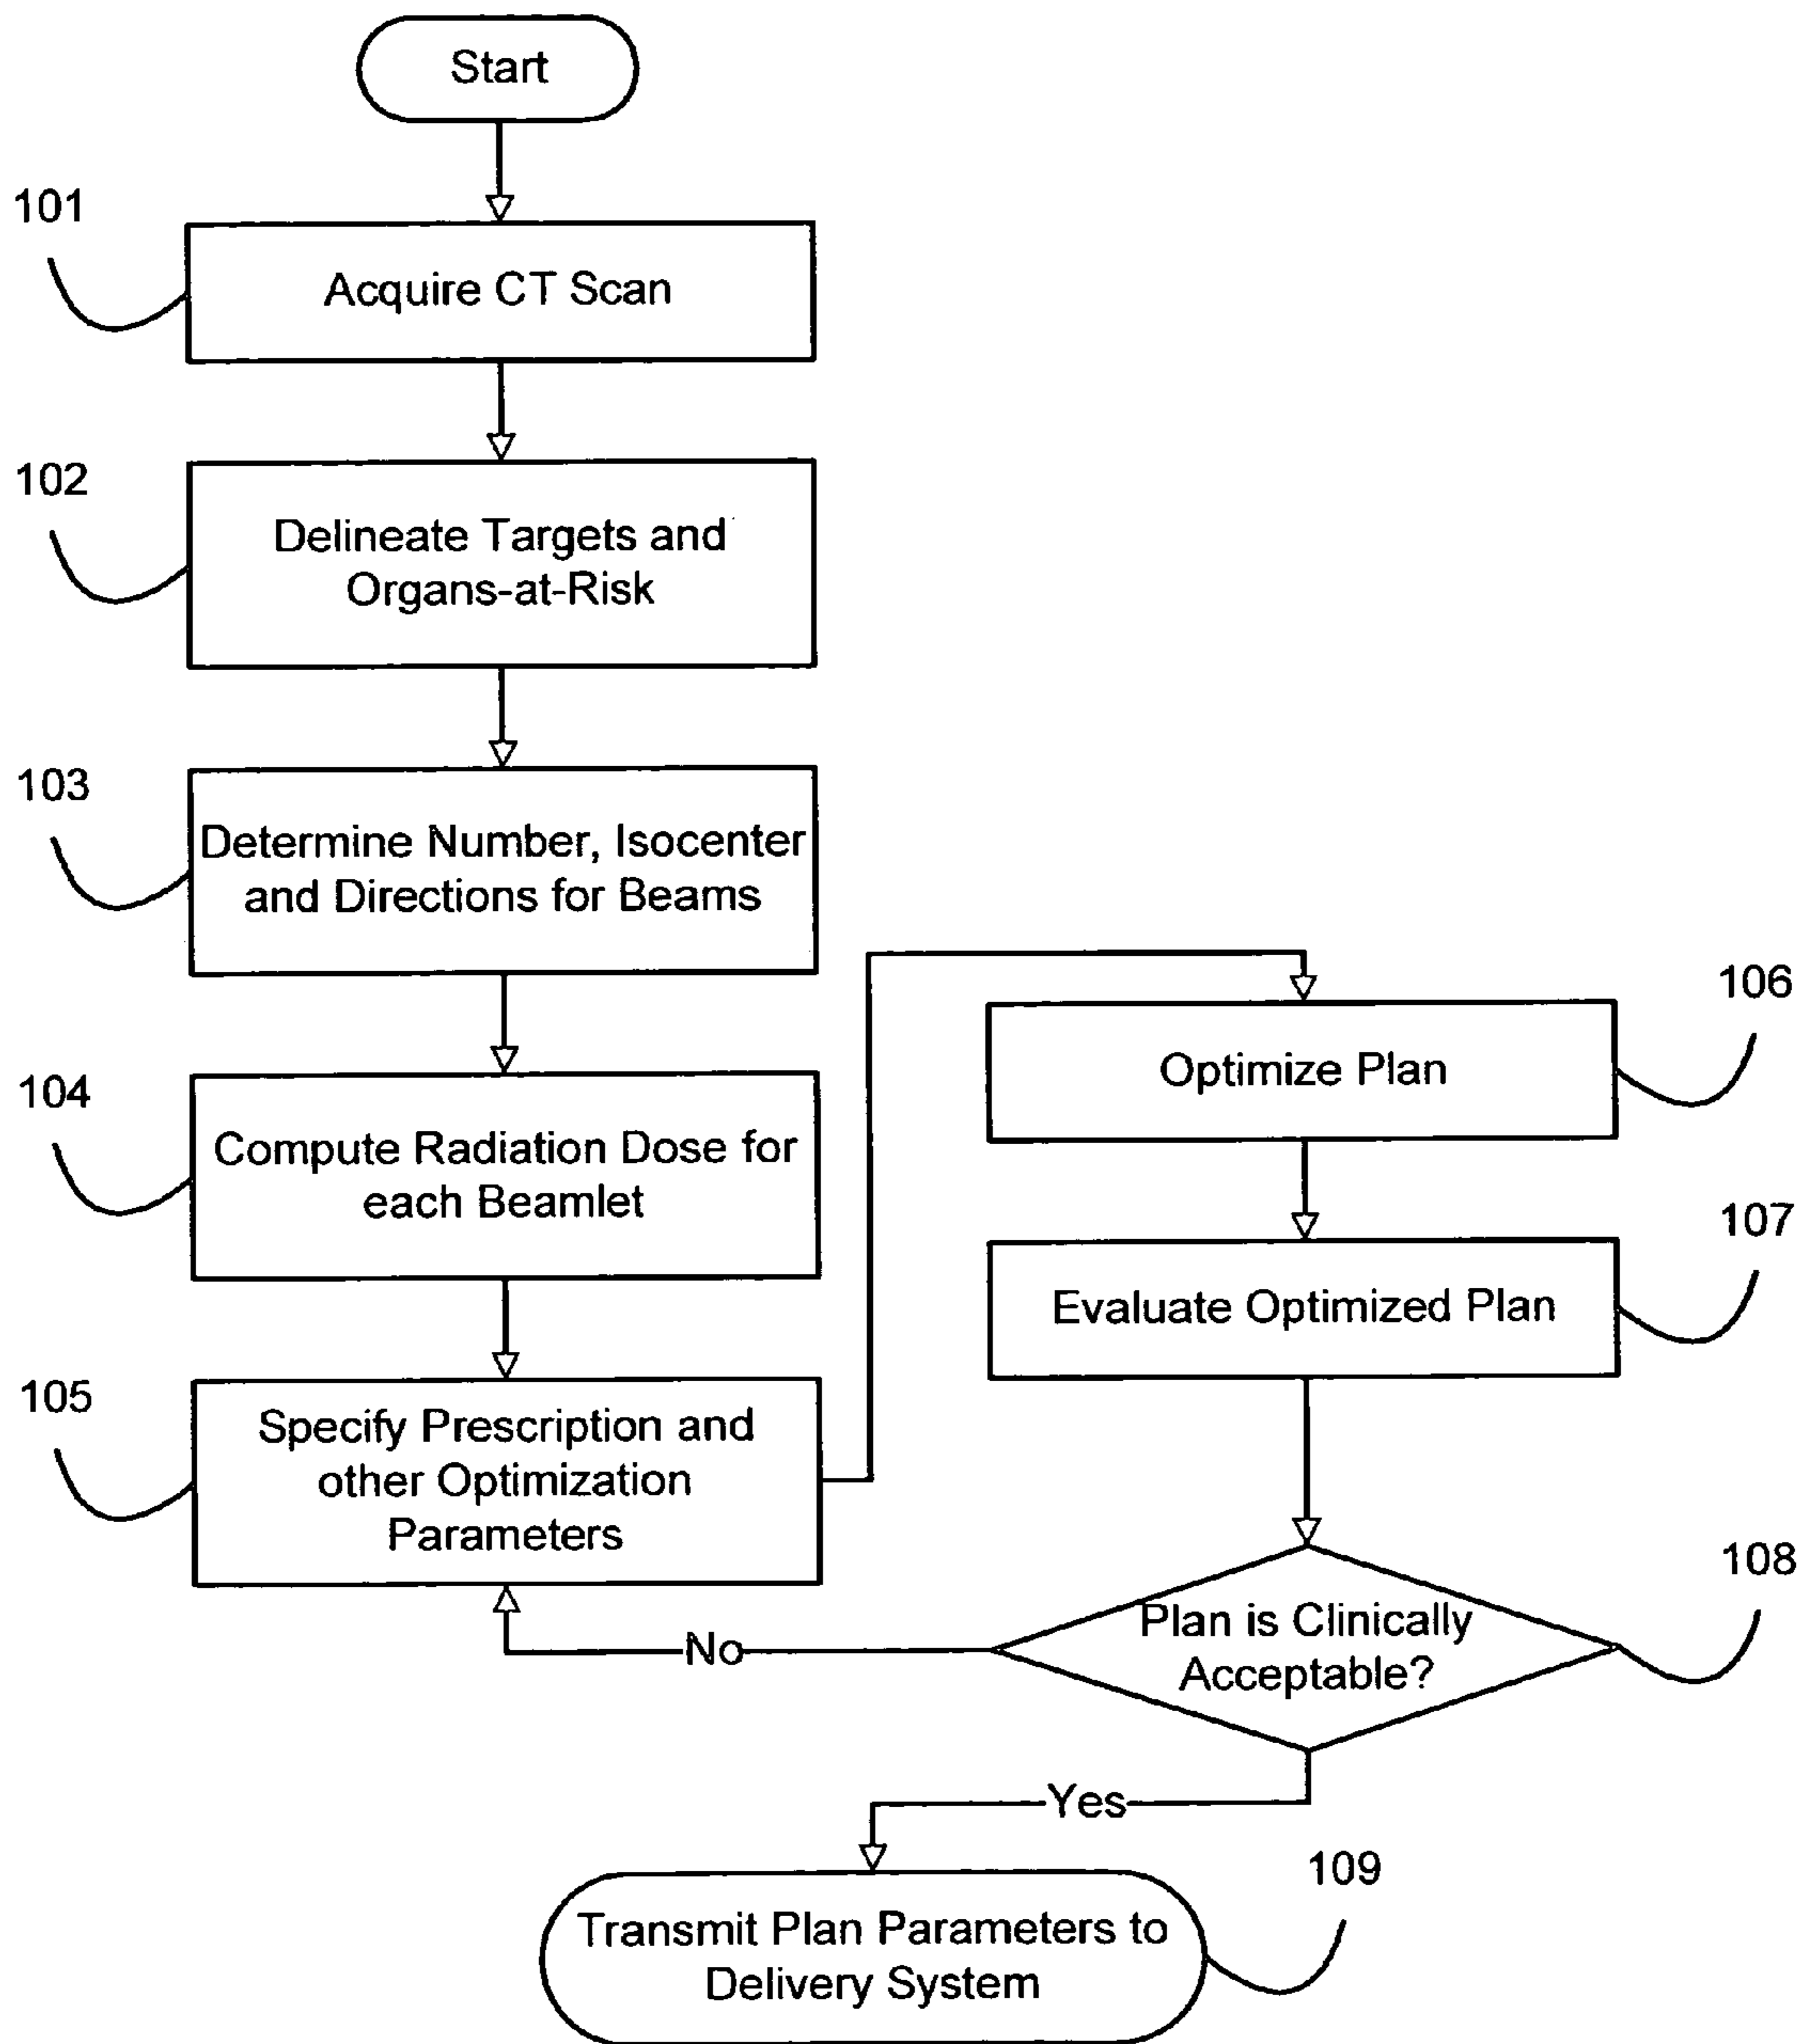 Start
101
Acquire CT Scan
102
Delineate Targets and
Organs-at-Risk
103
Determine Number, Isocenter
and Directions for Beams
104
Compute Radiation Dose for
each Beamlet
105
Specify Prescription and
other Optimization
Parameters
106
Optimize Plan
107
Evaluate Optimized Plan
108
Plan is Clinically
Acceptable?
No
Yes
109
Transmit Plan Parameters to
Delivery System